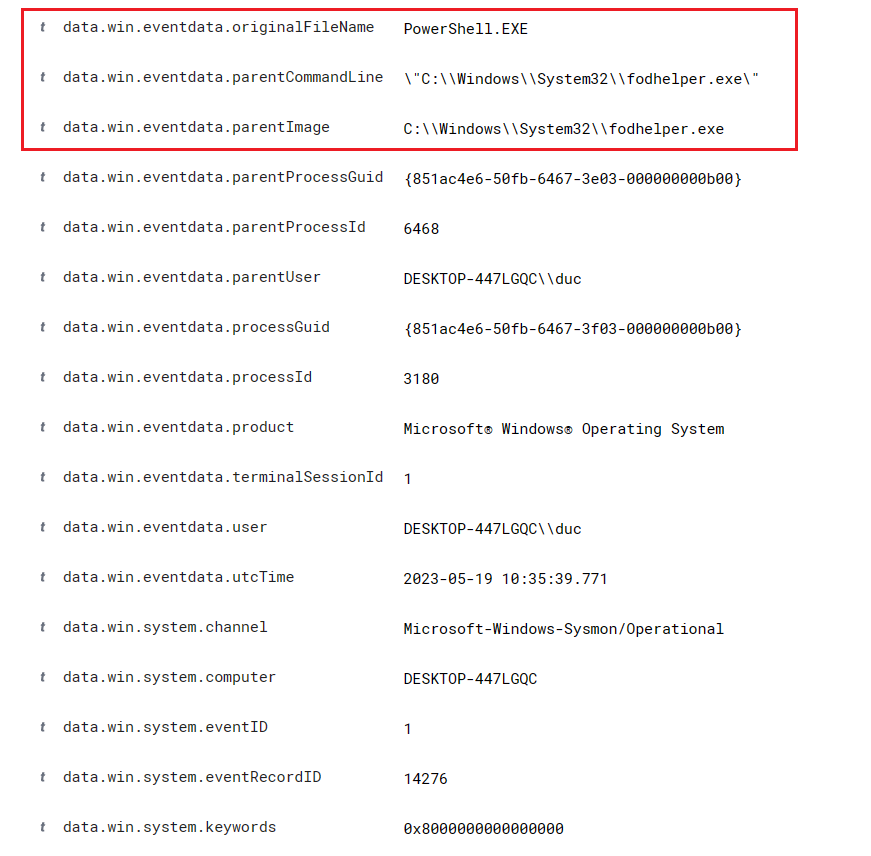 t data.win.eventdata.originalFileName PowerShell.EXE
t data.win.eventdata.parentCommandLine \"C:\\Windows\\System32\\fodhelper.exe\"
t data.win.eventdata.parentImage C:\\Windows\\System32\\fodhelper.exe
t data.win.eventdata.parentProcessGuid {851ac4e6-50fb-6467-3e03-000000000b00}
t data.win.eventdata.parentProcessId 6468
t data.win.eventdata.parentUser DESKTOP-447LGQC\\duc
t data.win.eventdata.processGuid {851ac4e6-50fb-6467-3f03-000000000b00}
t data.win.eventdata.processId 3180
t data.win.eventdata.product Microsoft® Windows® Operating System
t data.win.eventdata.terminalSessionId 1
t data.win.eventdata.user DESKTOP-447LGQC\\duc
t data.win.eventdata.utcTime 2023-05-19 10:35:39.771
t data.win.system.channel Microsoft-Windows-Sysmon/Operational
t data.win.system.computer DESKTOP-447LGQC
t data.win.system.eventID 1
t data.win.system.eventRecordID 14276
t data.win.system.keywords 0x8000000000000000